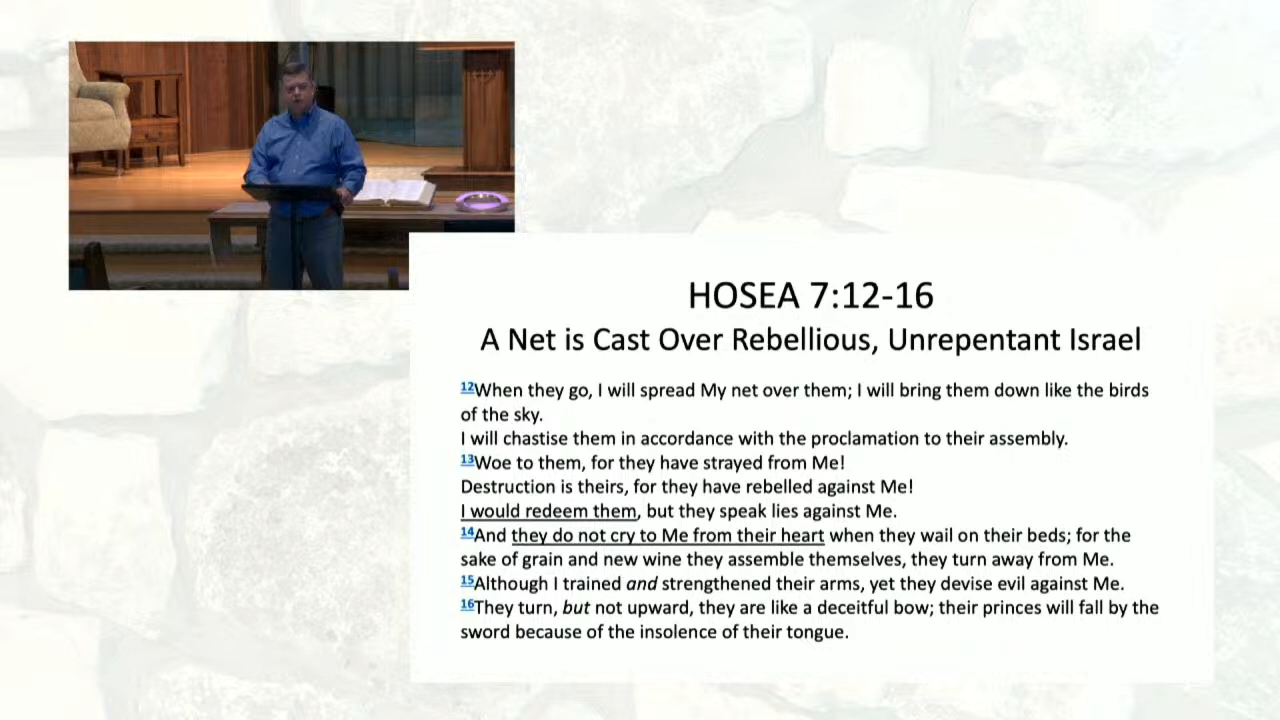 HOSEA 7:12-16
A Net is Cast Over Rebellious, Unrepentant Israel
12When they go, I will spread My net over them; I will bring them down like the birds
of the sky.
I will chastise them in accordance with the proclamation to their assembly.
13Woe to them, for they have strayed from Me!
Destruction is theirs, for they have rebelled against Me!
I would redeem them, but they speak lies against Me.
14And they do not cry to Me from their heart when they wail on their beds; for the
sake of grain and new wine they assemble themselves, they turn away from Me.
15Although I trained and strengthened their arms, yet they devise evil against Me.
16They turn, but not upward, they are like a deceitful bow; their princes will fall by the
sword because of the insolence of their tongue.